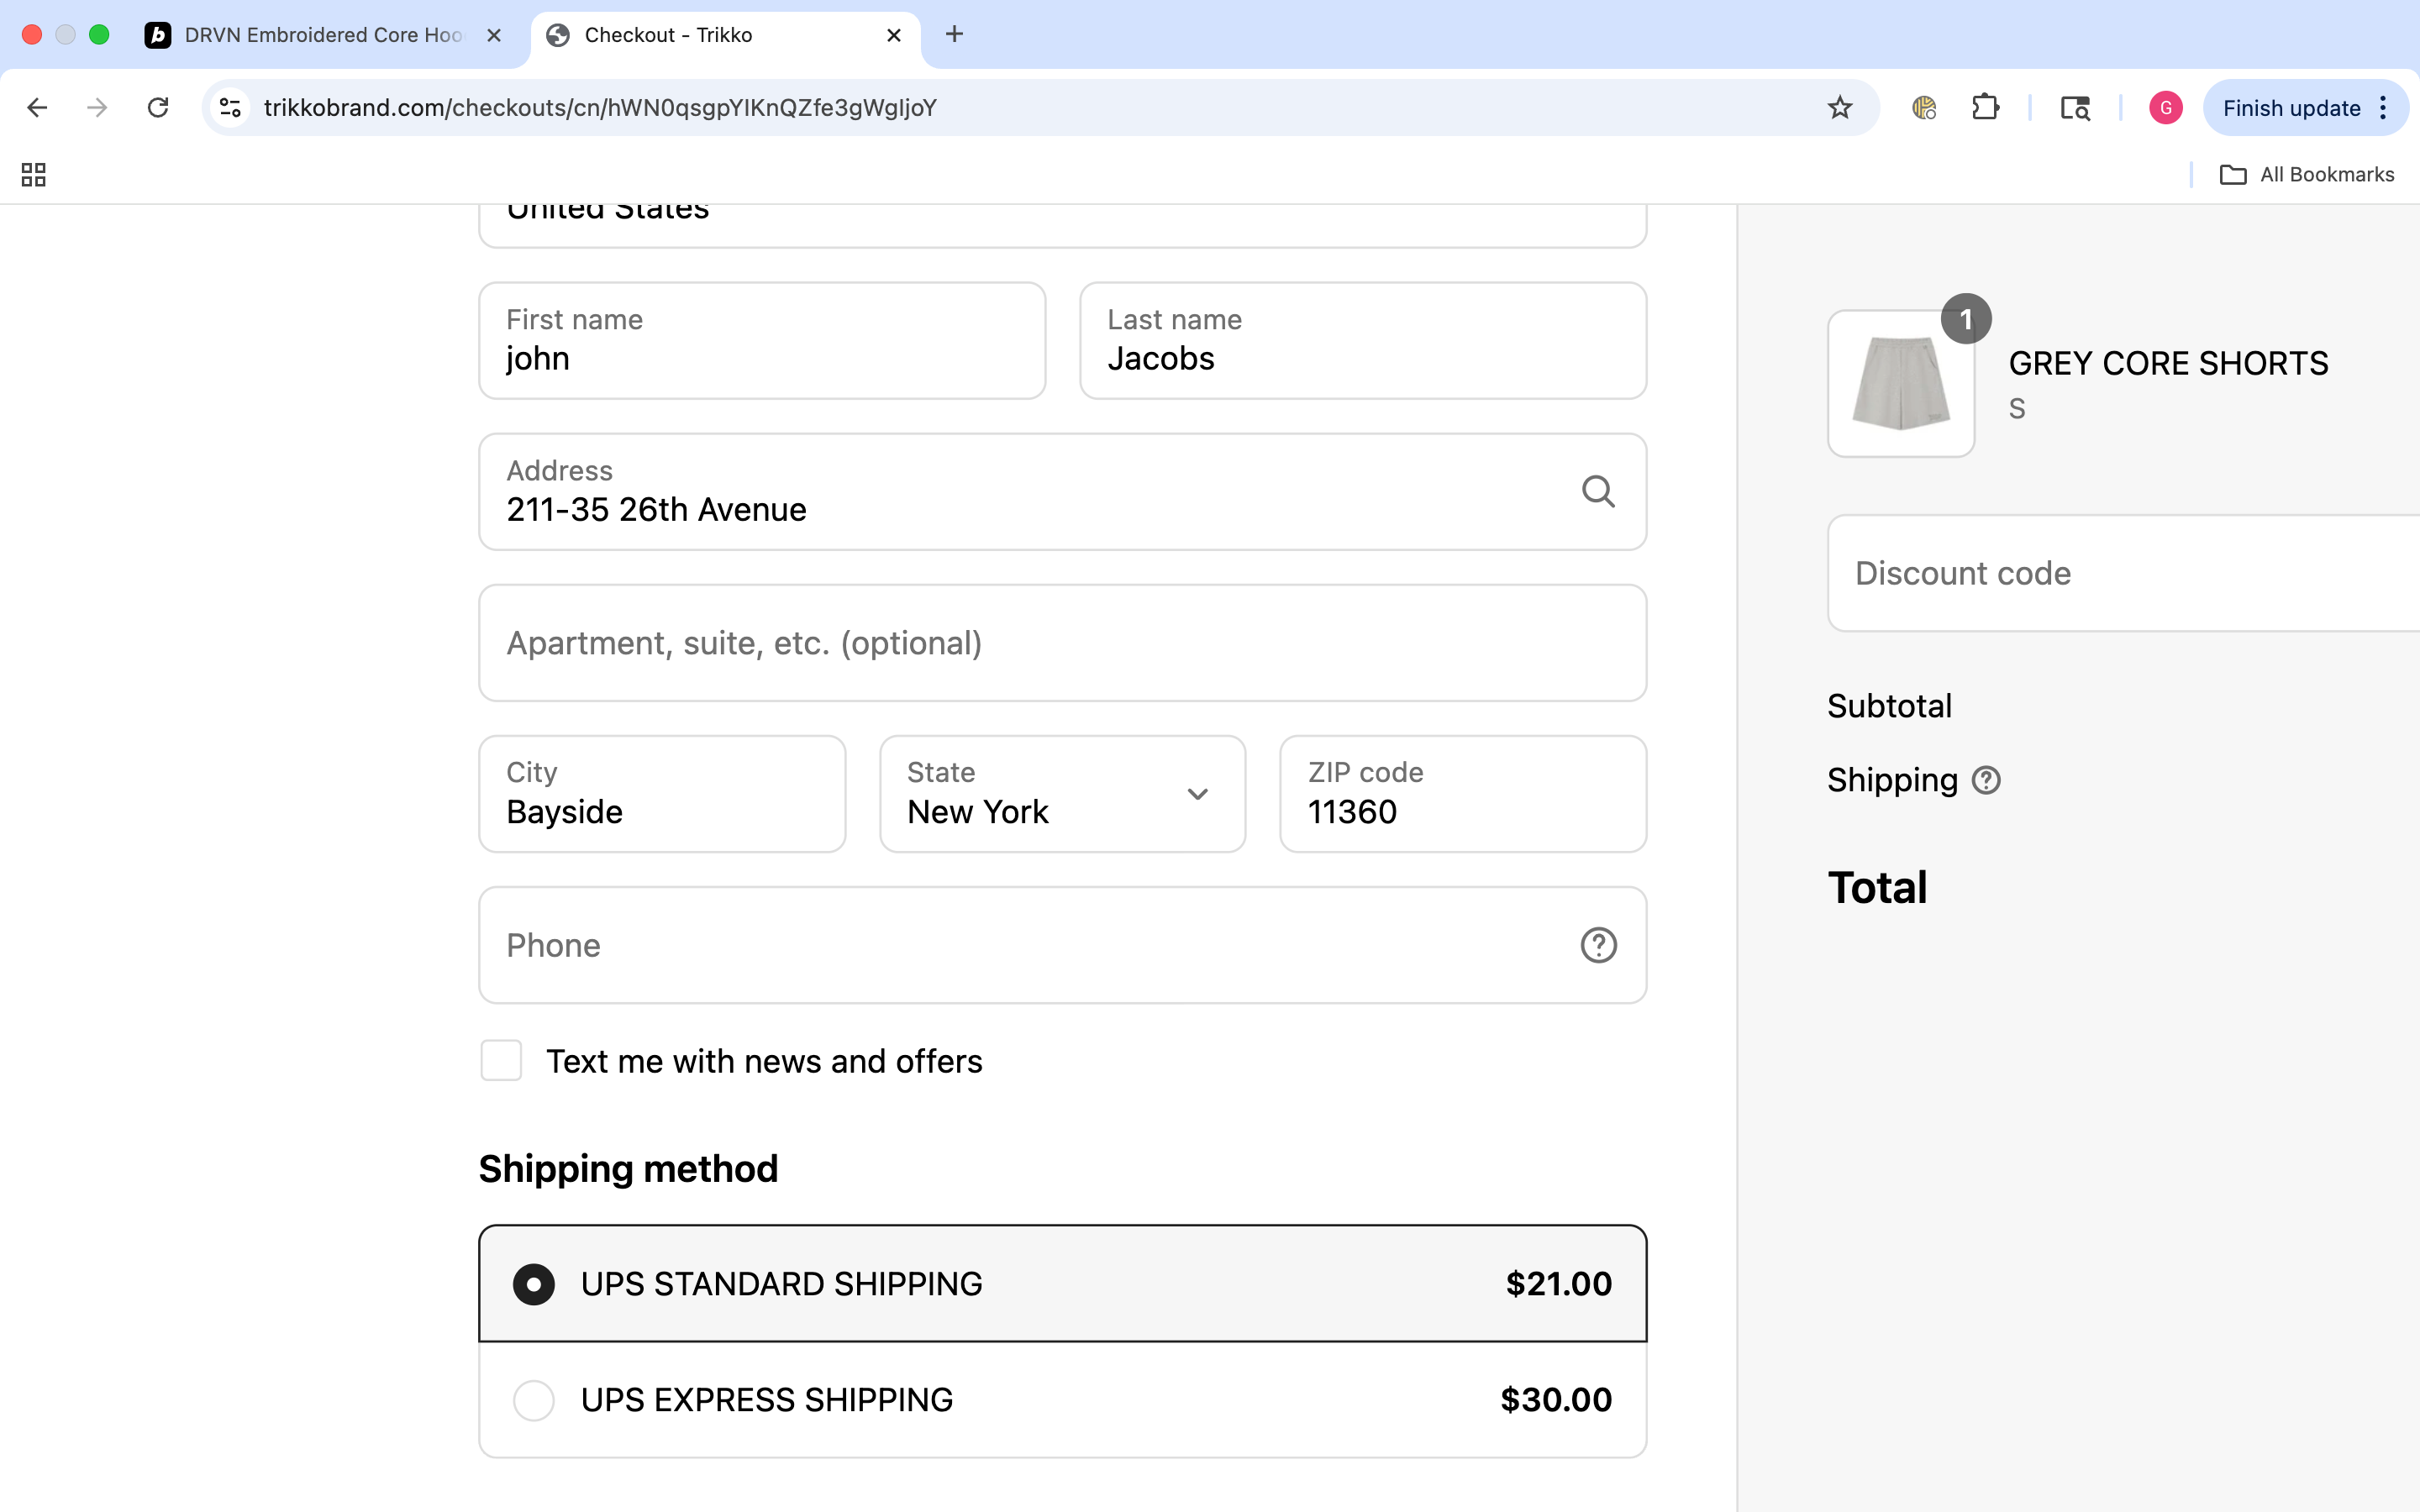 DRVN Embroidered Core Hoo
Checkout - Trikko
trikkobrand.com/checkouts/cn/hWN0qsgpYIKnQZfe3gWgIjoY
G
Finish update
All Bookmarks
United States
First name
john
Last name
Jacobs
Address
211-35 26th Avenue
Apartment, suite, etc. (optional)
City
Bayside
State
New York
ZIP code
11360
Phone
Text me with news and offers
Shipping method
UPS STANDARD SHIPPING $21.00
UPS EXPRESS SHIPPING $30.00
1
GREY CORE SHORTS
S
Discount code
Subtotal
Shipping
Total